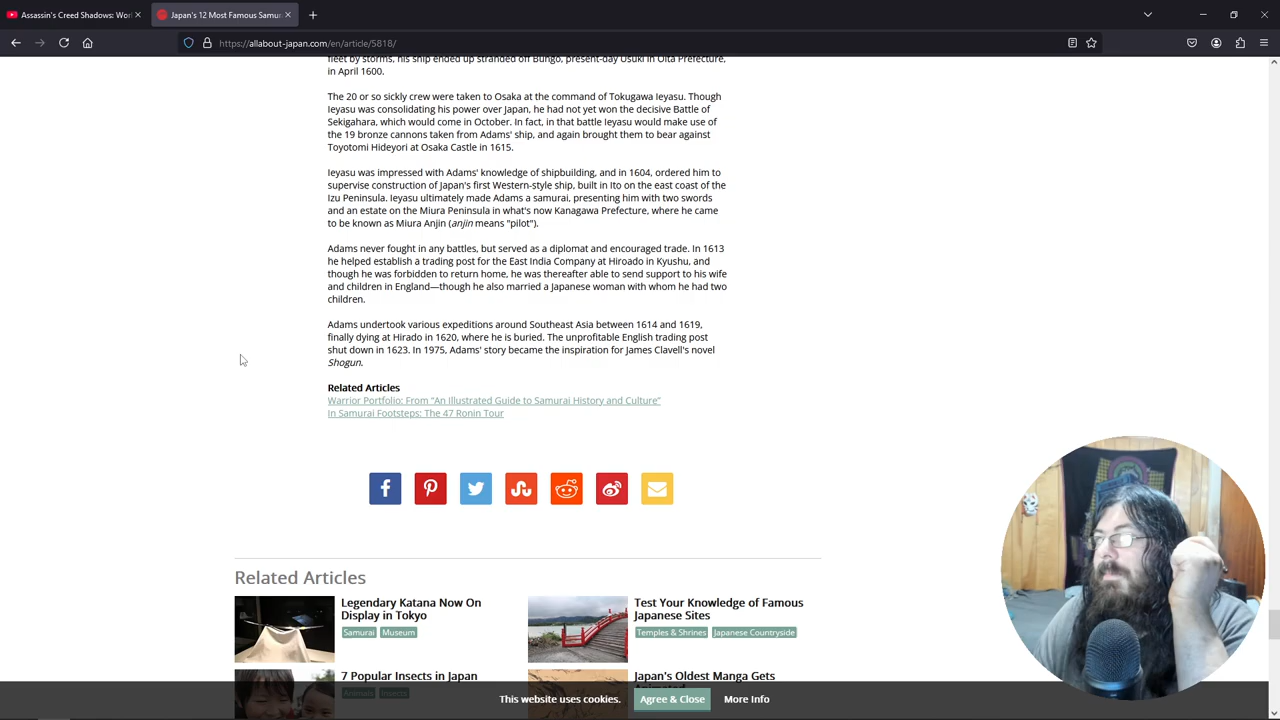 Assassin's Creed Shadows: Worl
Japan's 12 Most Famous Samur
https://allabout-japan.com/en/article/5818/
fleet by storms, his ship ended up stranded off Bungo, present-day Usuki in Oita Prefecture,
in April 1600.
The 20 or so sickly crew were taken to Osaka at the command of Tokugawa Ieyasu. Though
Ieyasu was consolidating his power over Japan, he had not yet won the decisive Battle of
Sekigahara, which would come in October. In fact, in that battle Ieyasu would make use of
the 19 bronze cannons taken from Adams' ship, and again brought them to bear against
Toyotomi Hideyori at Osaka Castle in 1615.
Ieyasu was impressed with Adams' knowledge of shipbuilding, and in 1604, ordered him to
supervise construction of Japan's first Western-style ship, built in Ito on the east coast of the
Izu Peninsula. Ieyasu ultimately made Adams a samurai, presenting him with two swords
and an estate on the Miura Peninsula in what's now Kanagawa Prefecture, where he came
to be known as Miura Anjin (anjin means "pilot").
Adams never fought in any battles, but served as a diplomat and encouraged trade. In 1613
he helped establish a trading post for the East India Company at Hiroado in Kyushu, and
though he was forbidden to return home, he was thereafter able to send support to his wife
and children in England—though he also married a Japanese woman with whom he had two
children.
Adams undertook various expeditions around Southeast Asia between 1614 and 1619,
finally dying at Hirado in 1620, where he is buried. The unprofitable English trading post
shut down in 1623. In 1975, Adams' story became the inspiration for James Clavell's novel
Shogun.
Related Articles
Warrior Portfolio: From "An Illustrated Guide to Samurai History and Culture"
In Samurai Footsteps: The 47 Ronin Tour
Related Articles
Legendary Katana Now On
Display in Tokyo
Samurai Museum
Test Your Knowledge of Famous
Japanese Sites
Temples & Shrines Japanese Countryside
7 Popular Insects in Japan
Animals Insects
Japan's Oldest Manga Gets
This website uses cookies. Agree & Close More Info